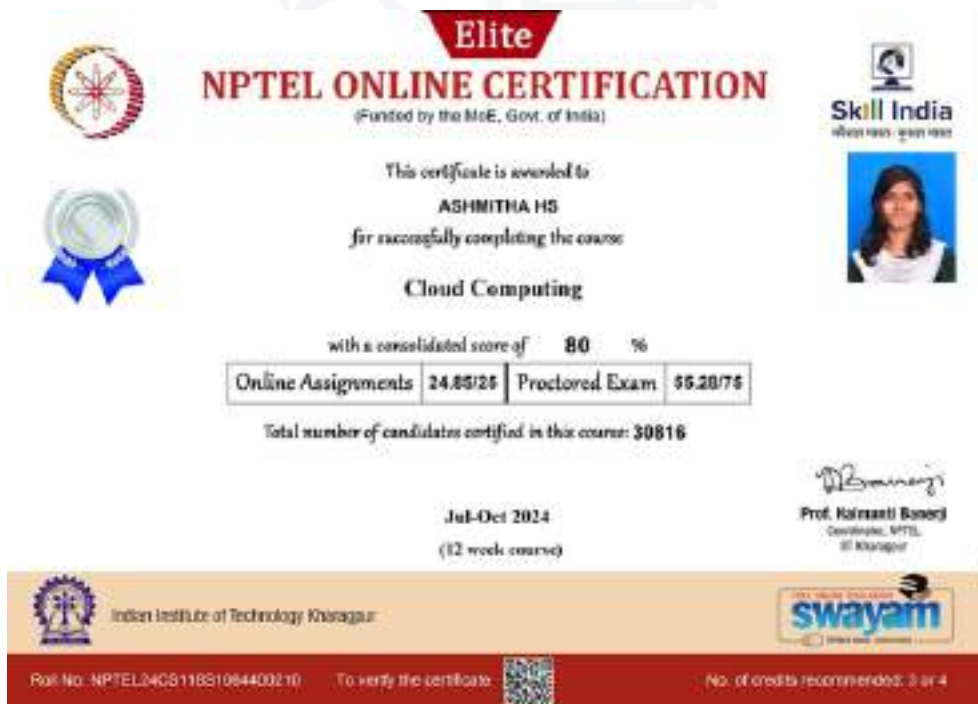 Elite
NPTEL ONLINE CERTIFICATION
(Funded by the MoE, Govt. of India)
Skill India
This certificate is awarded to
ASHMITHA HS
for successfully completing the course
Cloud Computing
with a consolidated score of 80 %
Online Assignments 24.85/25 Proctored Exam 55.28/75
Total number of candidates certified in this course: 30816
Jul-Oct 2024
(12 week course)
Prof. Haimanti Banerji
Coordinator, NPTEL
IIT Kharagpur
Indian Institute of Technology Kharagpur
swayam
Roll No: To verify the certificate No. of credits recommended: 3 or 4